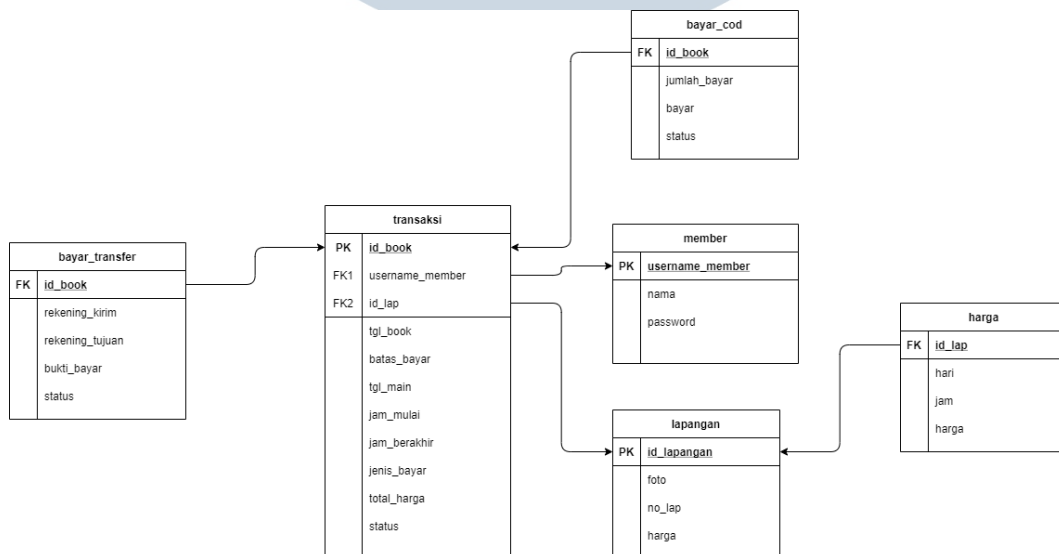 bayar_cod
FK id_book
jumlah_bayar
bayar
status
transaksi
PK id_book
FK1 username_member
FK2 id_lap
tgl_book
batas_bayar
tgl_main
jam_mulai
jam_berakhir
jenis_bayar
total_harga
status
member
PK username_member
nama
password
bayar_transfer
FK id_book
rekening_kirim
rekening_tujuan
bukti_bayar
status
harga
FK id_lap
hari
jam
harga
lapangan
PK id_lapangan
foto
no_lap
harga